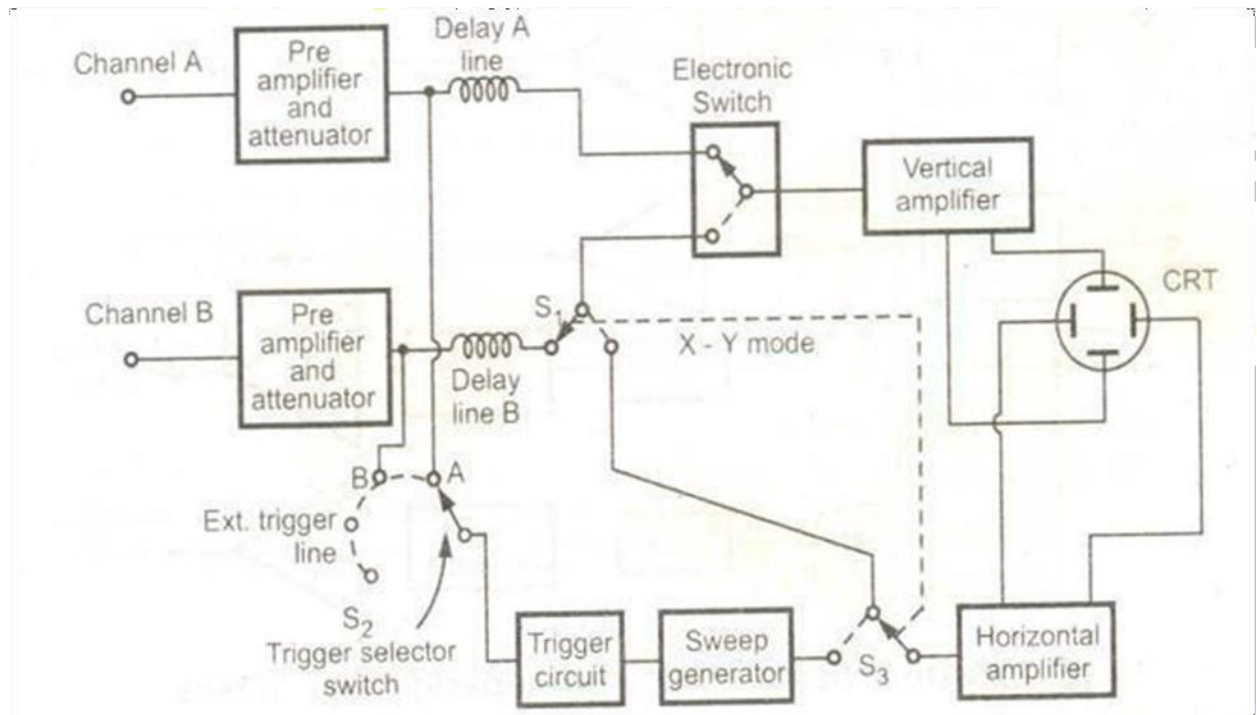 Channel A
Pre
amplifier
and
attenuator
Delay A
line
Electronic
Switch
Vertical
amplifier
CRT
Channel B
Pre
amplifier
and
attenuator
Delay
line B
S1
X - Y mode
B
A
Ext. trigger
line
S2
Trigger selector
switch
Trigger
circuit
Sweep
generator
S3
Horizontal
amplifier